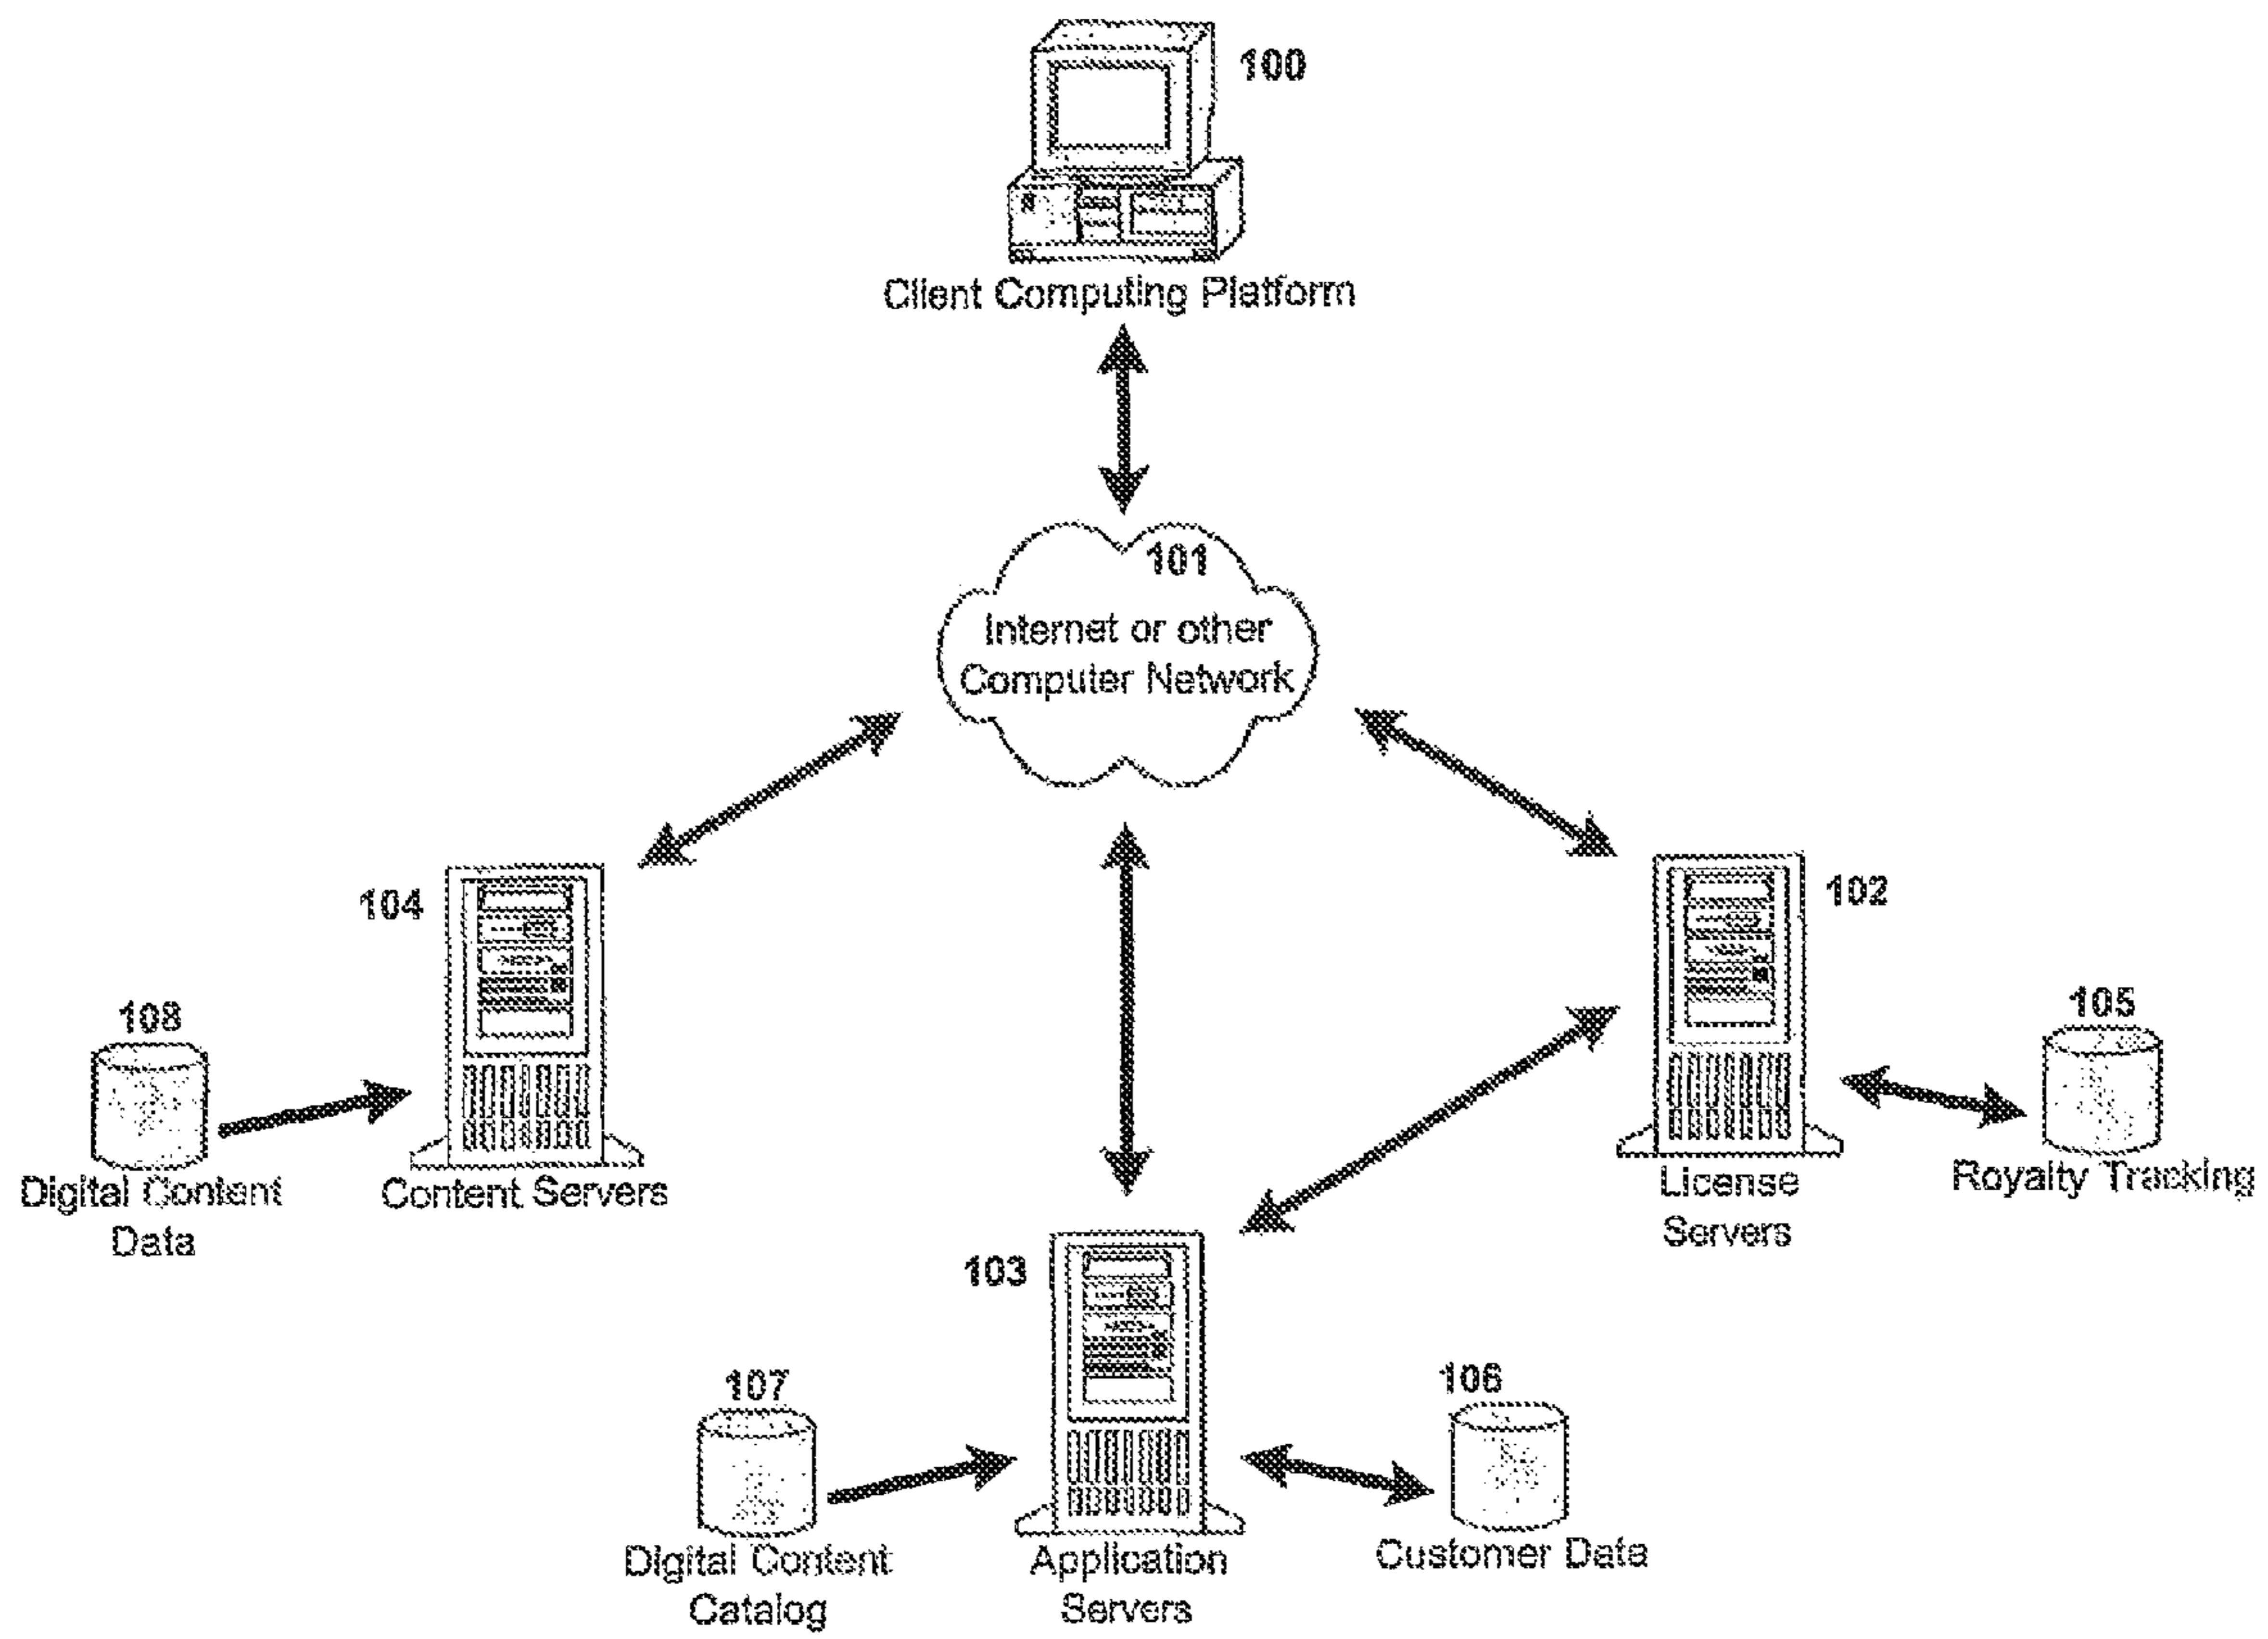 100
Client Computing Platform
101
Internet or other
Computer Network
104
102
108
105
Digital Content
Data
Content Servers
License
Servers
Royalty Tracking
103
107
106
Digital Content
Catalog
Application
Servers
Customer Data